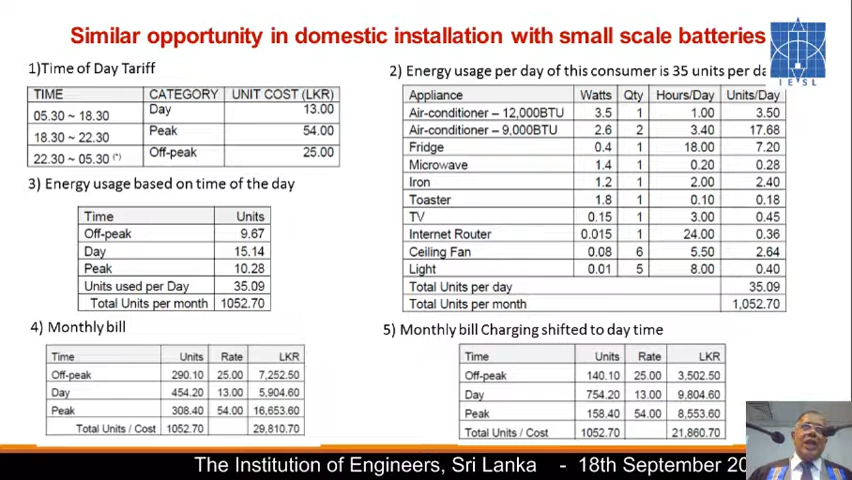 Similar opportunity in domestic installation with small scale batteries
IESL
1)Time of Day Tariff
TIME CATEGORY UNIT COST (LKR)
05.30 ~ 18.30 Day 13.00
18.30 ~ 22.30 Peak 54.00
22.30 ~ 05.30 (*) Off-peak 25.00
2) Energy usage per day of this consumer is 35 units per
Appliance Watts Qty Hours/Day Units/Day
Air-conditioner – 12,000BTU 3.5 1 1.00 3.50
Air-conditioner – 9,000BTU 2.6 2 3.40 17.68
Fridge 0.4 1 18.00 7.20
Microwave 1.4 1 0.20 0.28
Iron 1.2 1 2.00 2.40
Toaster 1.8 1 0.10 0.18
TV 0.15 1 3.00 0.45
Internet Router 0.015 1 24.00 0.36
Ceiling Fan 0.08 6 5.50 2.64
Light 0.01 5 8.00 0.40
Total Units per day 35.09
Total Units per month 1,052.70
3) Energy usage based on time of the day
Time Units
Off-peak 9.67
Day 15.14
Peak 10.28
Units used per Day 35.09
Total Units per month 1052.70
4) Monthly bill
Time Units Rate LKR
Off-peak 290.10 25.00 7,252.50
Day 454.20 13.00 5,904.60
Peak 308.40 54.00 16,653.60
Total Units / Cost 1052.70 29,810.70
5) Monthly bill Charging shifted to day time
Time Units Rate LKR
Off-peak 140.10 25.00 3,502.50
Day 754.20 13.00 9,804.60
Peak 158.40 54.00 8,553.60
Total Units / Cost 1052.70 21,860.70
The Institution of Engineers, Sri Lanka - 18th September